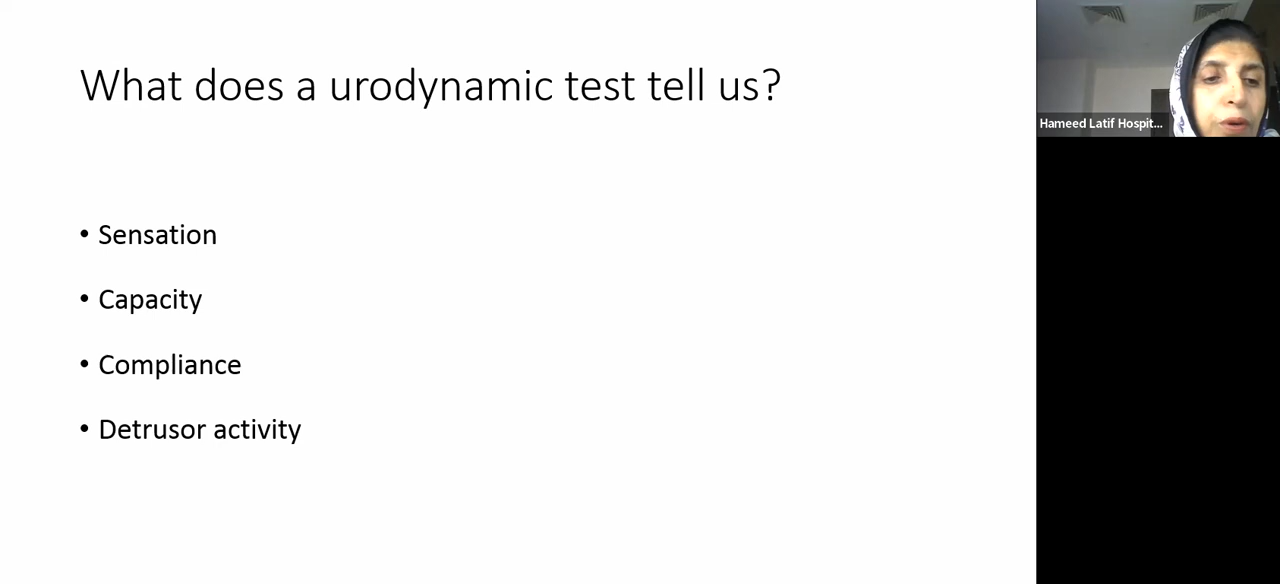 What does a urodynamic test tell us?
• Sensation
• Capacity
• Compliance
• Detrusor activity
Hameed Latif Hospit...